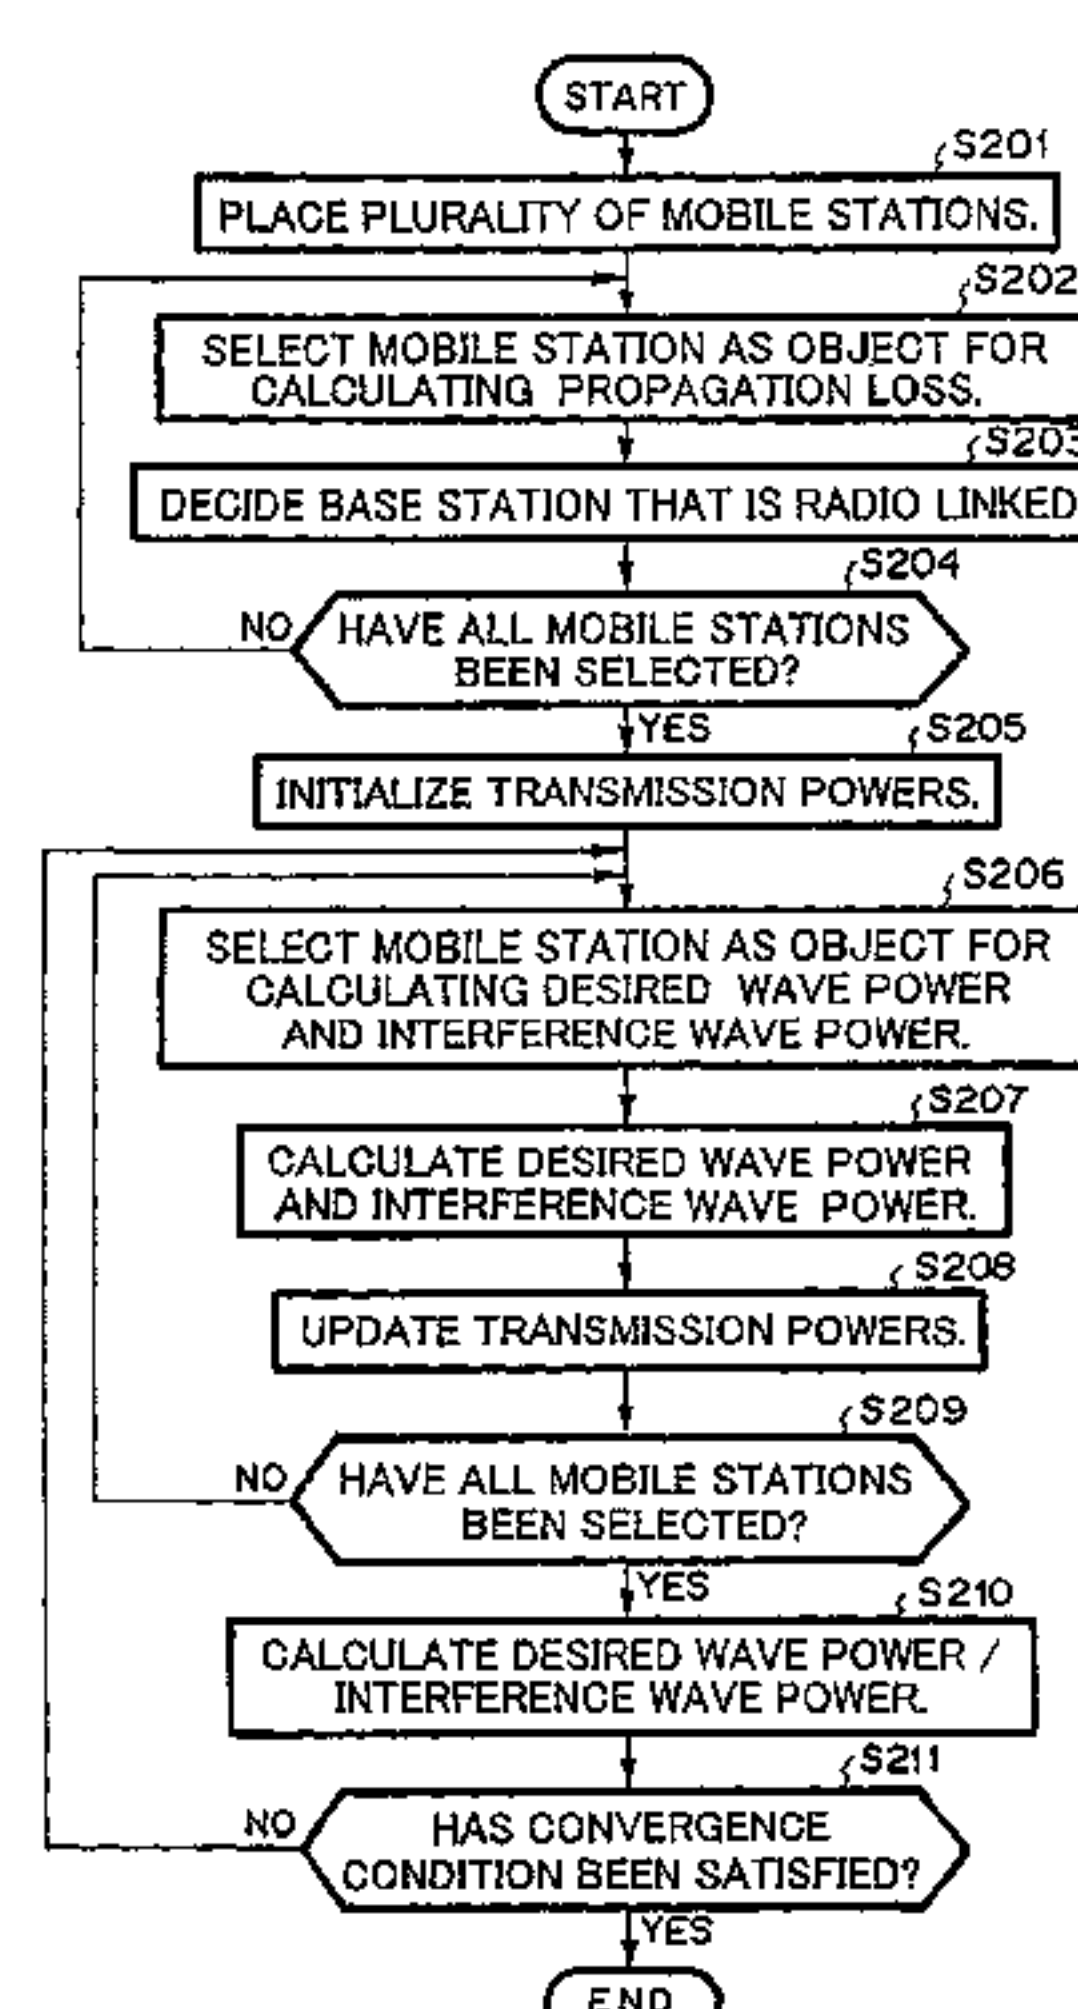 START
S201
PLACE PLURALITY OF MOBILE STATIONS.
S202
SELECT MOBILE STATION AS OBJECT FOR
CALCULATING PROPAGATION LOSS.
S203
DECIDE BASE STATION THAT IS RADIO LINKED
S204
NO
HAVE ALL MOBILE STATIONS
BEEN SELECTED?
YES
S205
INITIALIZE TRANSMISSION POWERS.
S206
SELECT MOBILE STATION AS OBJECT FOR
CALCULATING DESIRED WAVE POWER
AND INTERFERENCE WAVE POWER.
S207
CALCULATE DESIRED WAVE POWER
AND INTERFERENCE WAVE POWER.
S208
UPDATE TRANSMISSION POWERS.
S209
NO
HAVE ALL MOBILE STATIONS
BEEN SELECTED?
YES
S210
CALCULATE DESIRED WAVE POWER /
INTERFERENCE WAVE POWER.
S211
NO
HAS CONVERGENCE
CONDITION BEEN SATISFIED?
YES
END